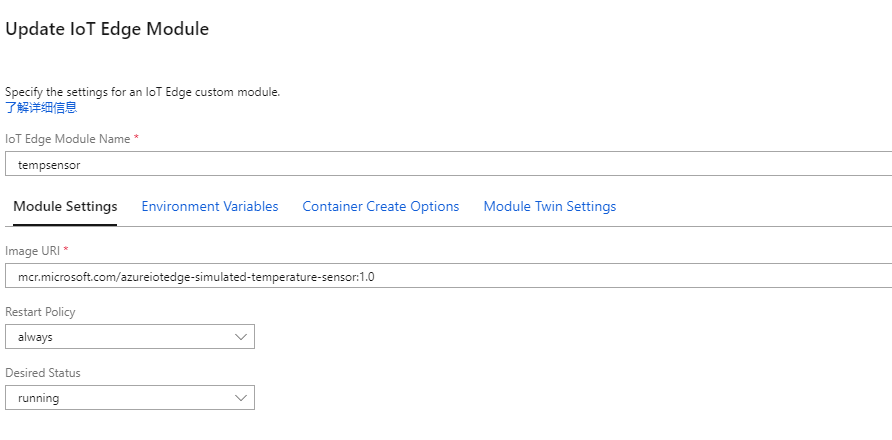 Update IoT Edge Module
Specify the settings for an IoT Edge custom module.
了解详细信息
IoT Edge Module Name *
tempsensor
Module Settings Environment Variables Container Create Options Module Twin Settings
Image URI *
mcr.microsoft.com/azureiotedge-simulated-temperature-sensor:1.0
Restart Policy
always
Desired Status
running